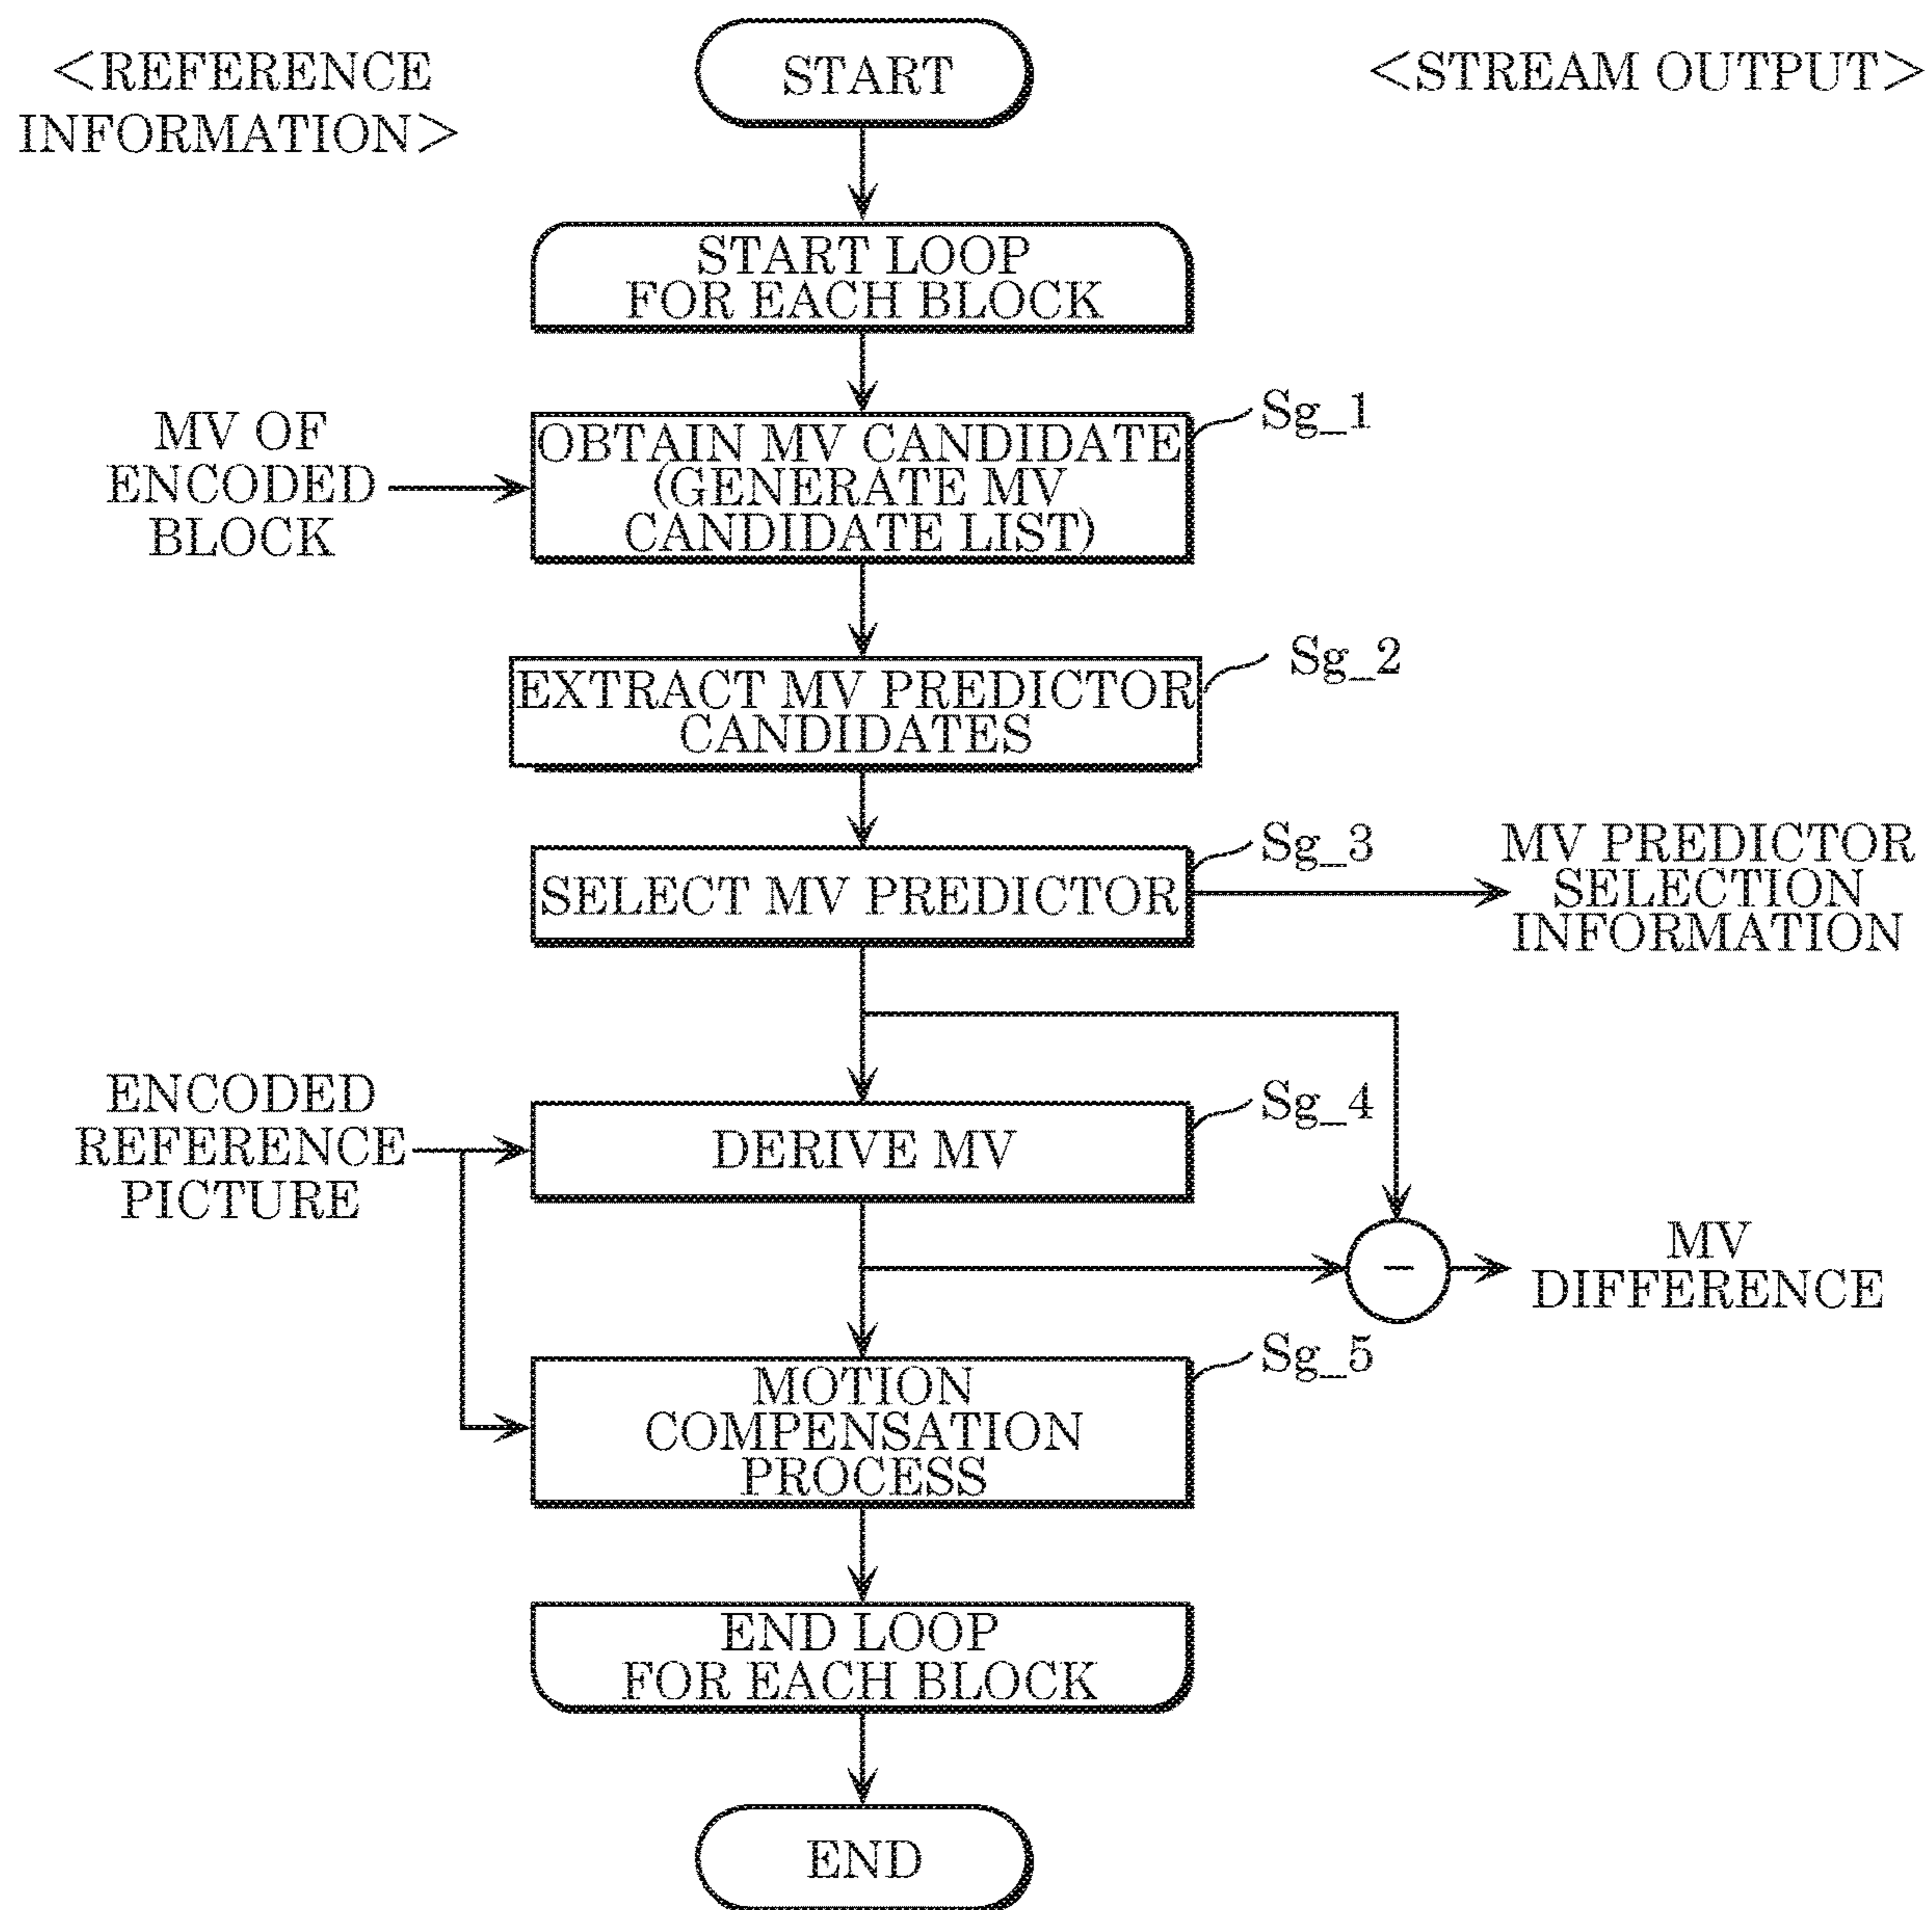 <REFERENCE
INFORMATION>
START
<STREAM OUTPUT>
START LOOP
FOR EACH BLOCK
MV OF
ENCODED
BLOCK
OBTAIN MV CANDIDATE
(GENERATE MV
CANDIDATE LIST)
Sg_1
EXTRACT MV PREDICTOR
CANDIDATES
Sg_2
SELECT MV PREDICTOR
Sg_3
MV PREDICTOR
SELECTION
INFORMATION
ENCODED
REFERENCE
PICTURE
DERIVE MV
Sg_4
−
MV
DIFFERENCE
MOTION
COMPENSATION
PROCESS
Sg_5
END LOOP
FOR EACH BLOCK
END